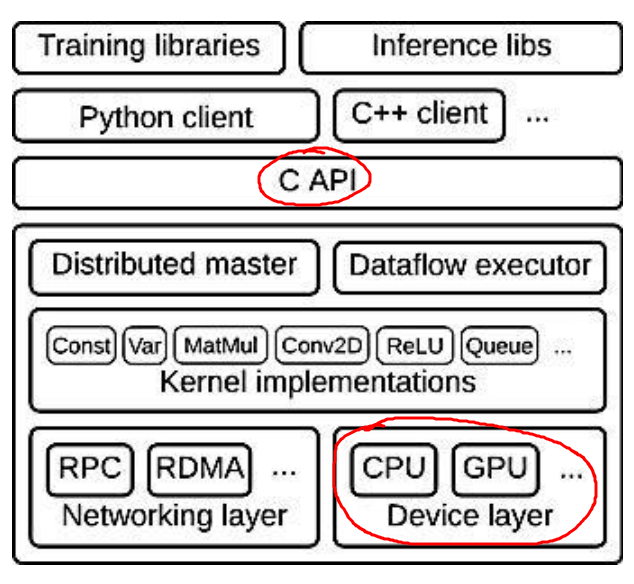 Training libraries Inference libs
Python client C++ client ...
C API
Distributed master Dataflow executor
Const Var MatMul Conv2D ReLU Queue ...
Kernel implementations
RPC RDMA ... CPU GPU ...
Networking layer Device layer